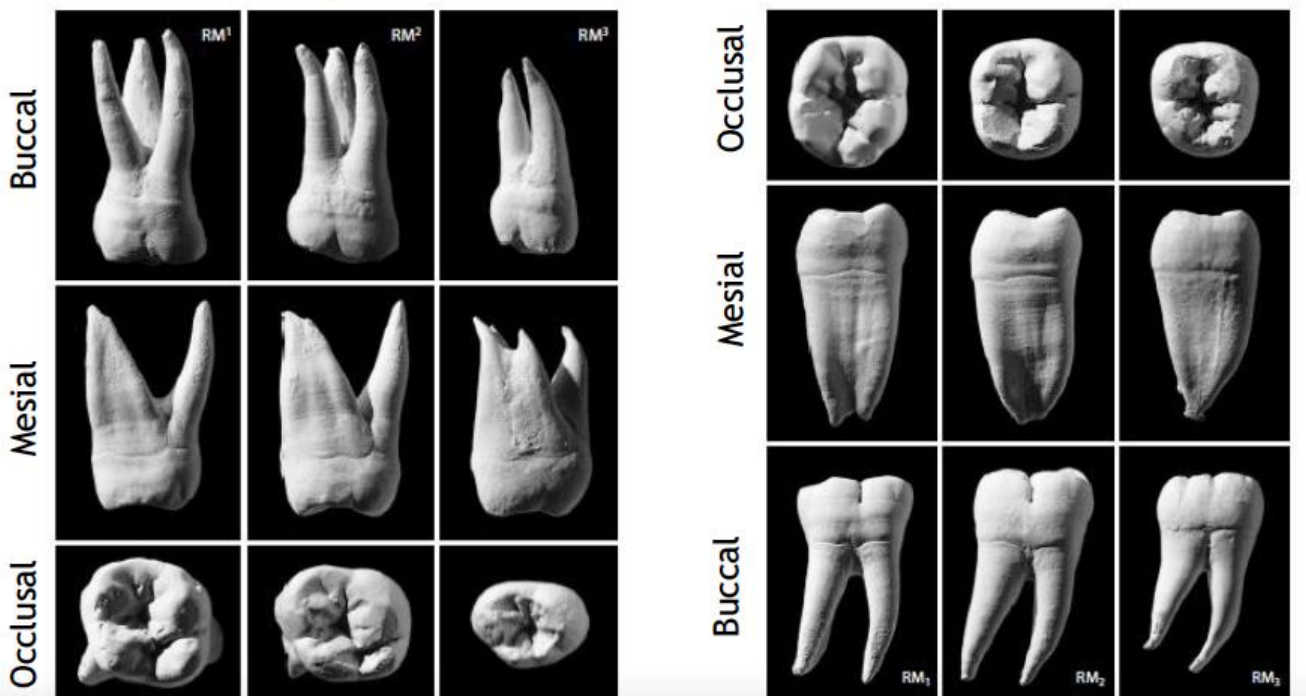 Buccal
RM¹
RM²
RM³
Mesial
Occlusal
Occlusal
Mesial
Buccal
RM₁
RM₂
RM₃